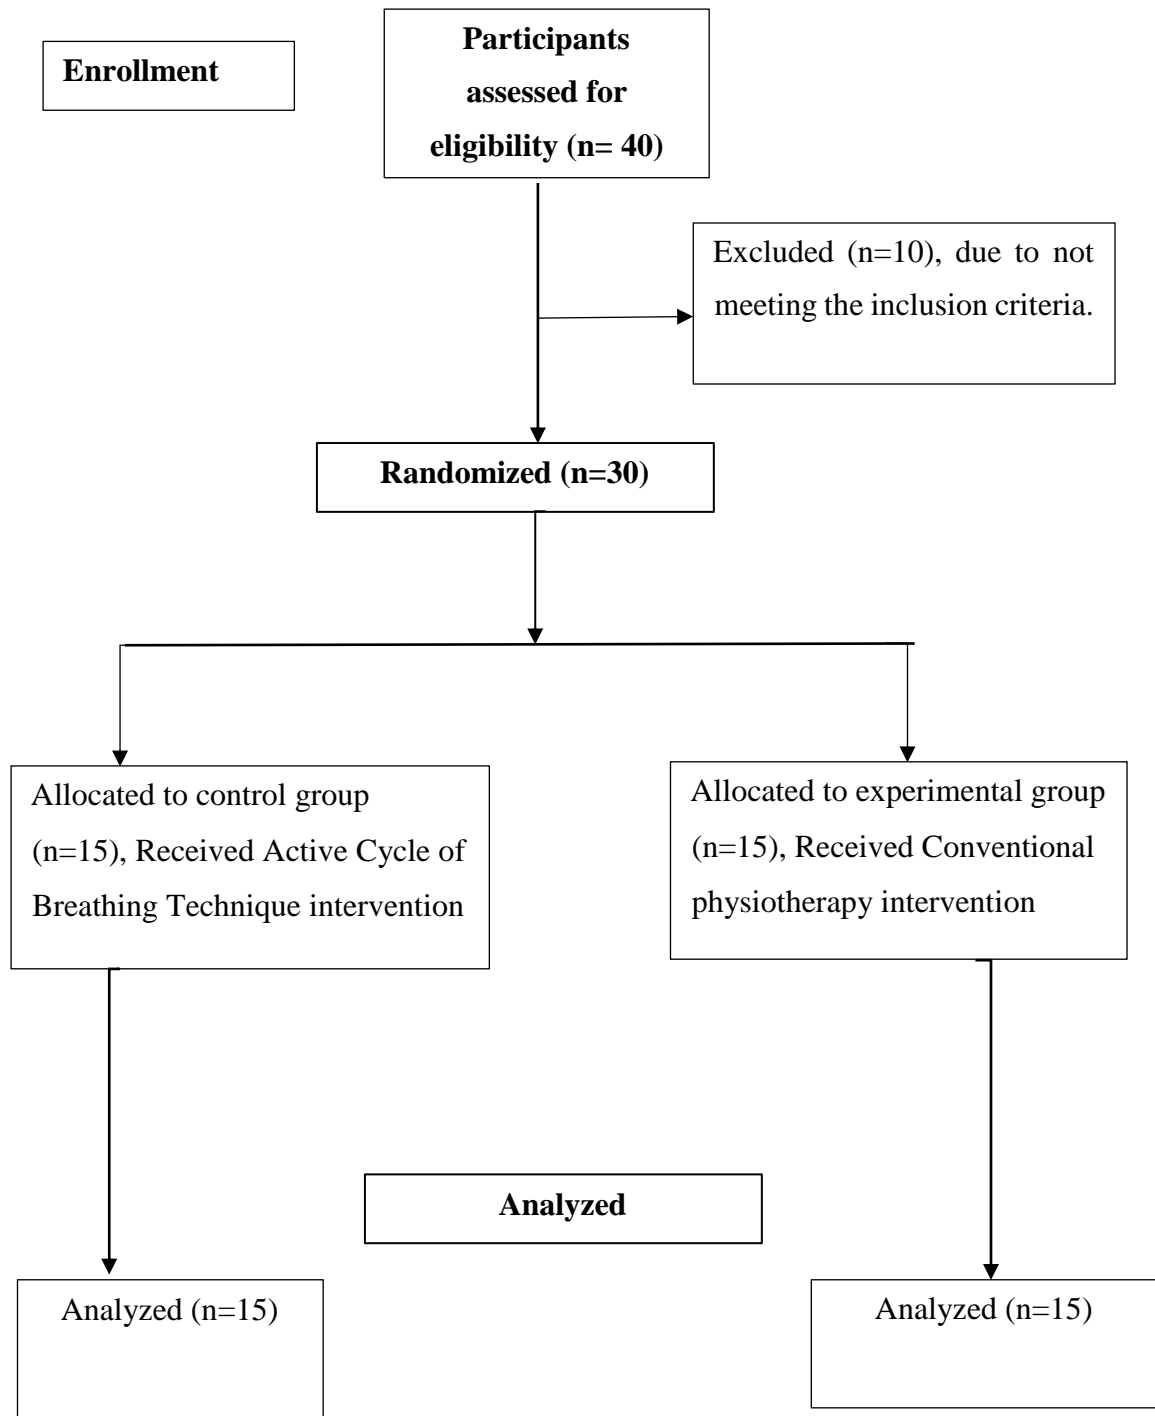 Enrollment
Participants
assessed for
eligibility (n= 40)
Excluded (n=10), due to not
meeting the inclusion criteria.
Randomized (n=30)
Allocated to control group
(n=15), Received Active Cycle of
Breathing Technique intervention
Allocated to experimental group
(n=15), Received Conventional
physiotherapy intervention
Analyzed
Analyzed (n=15)
Analyzed (n=15)